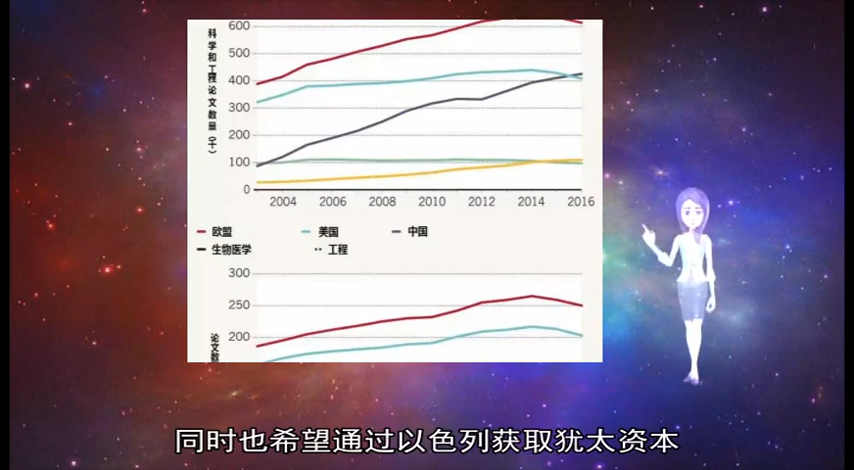 600
科学和工程论文数量（千）
400
300
200
100
0
2004 2006 2008 2010 2012 2014 2016
欧盟 美国 中国
生物医学 工程
300
250
论文数
200
同时也希望通过以色列获取犹太资本